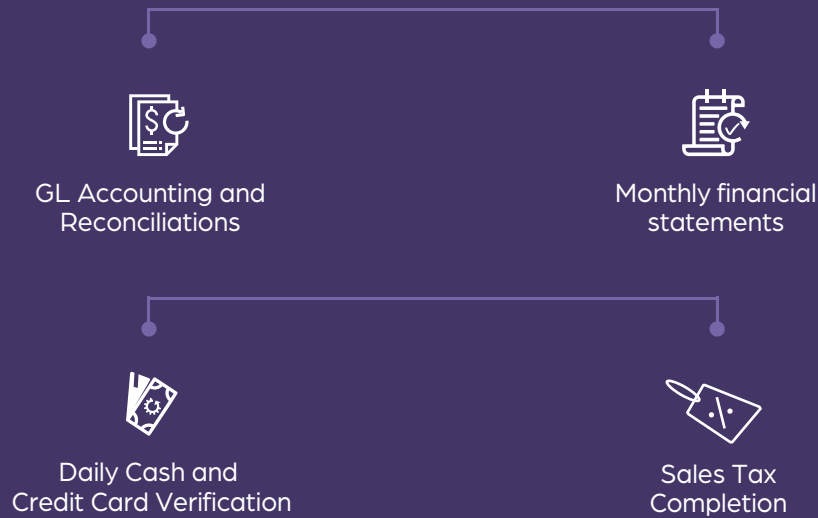 GL Accounting and
Reconciliations
Monthly financial
statements
Daily Cash and
Credit Card Verification
Sales Tax
Completion